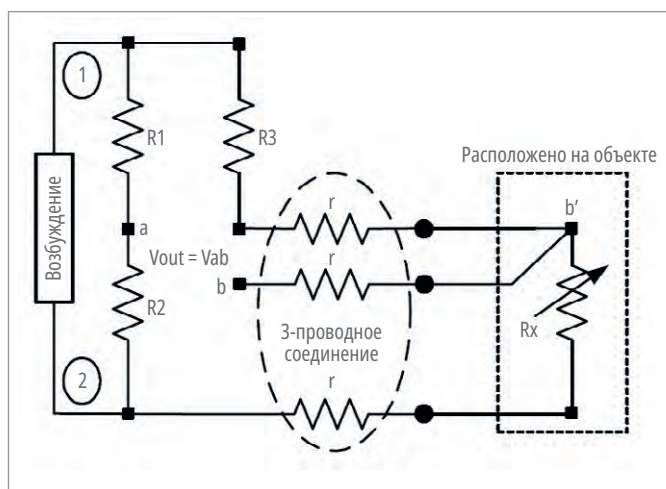 1
R1
R3
Возбуждение
a
Vout = Vab
b
R2
2
r
r
3-проводное
соединение
r
Расположено на объекте
b’
Rx